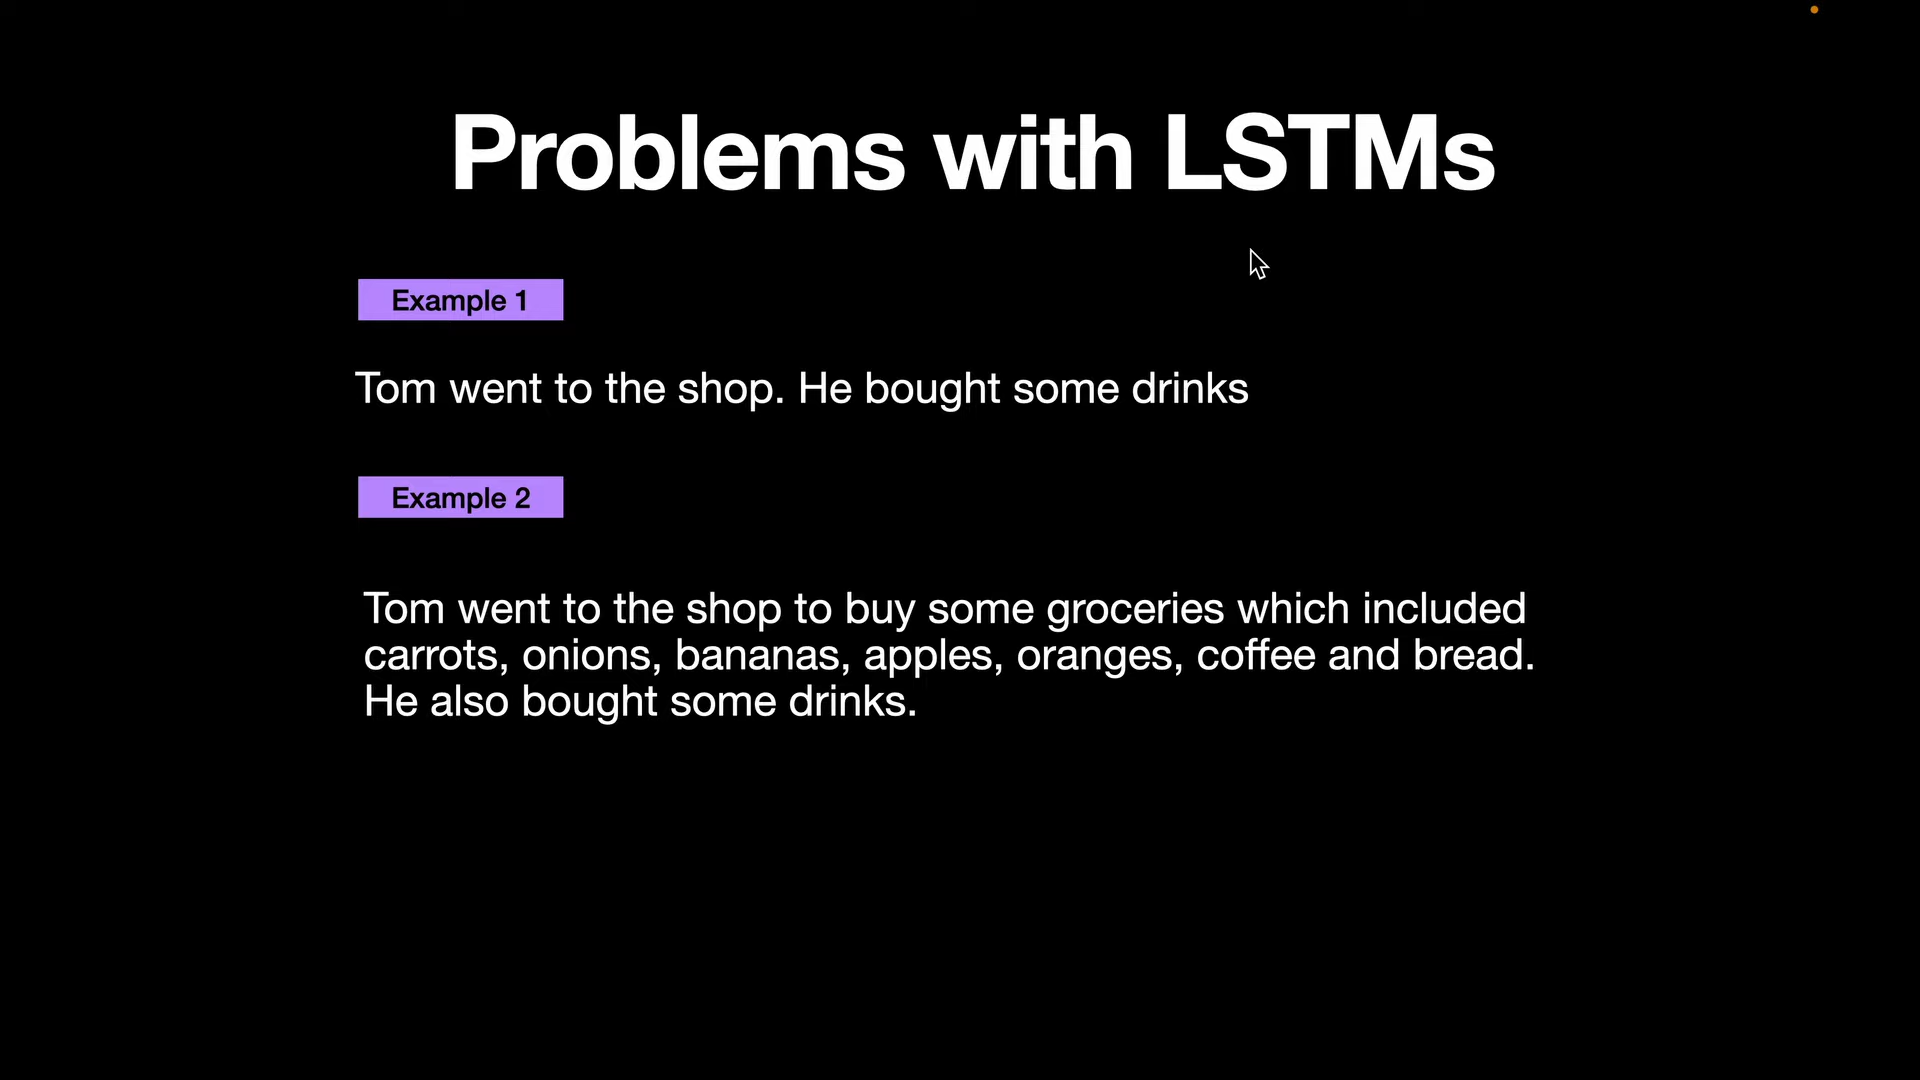 Problems with LSTMs
Example 1
Tom went to the shop. He bought some drinks
Example 2
Tom went to the shop to buy some groceries which included
carrots, onions, bananas, apples, oranges, coffee and bread.
He also bought some drinks.